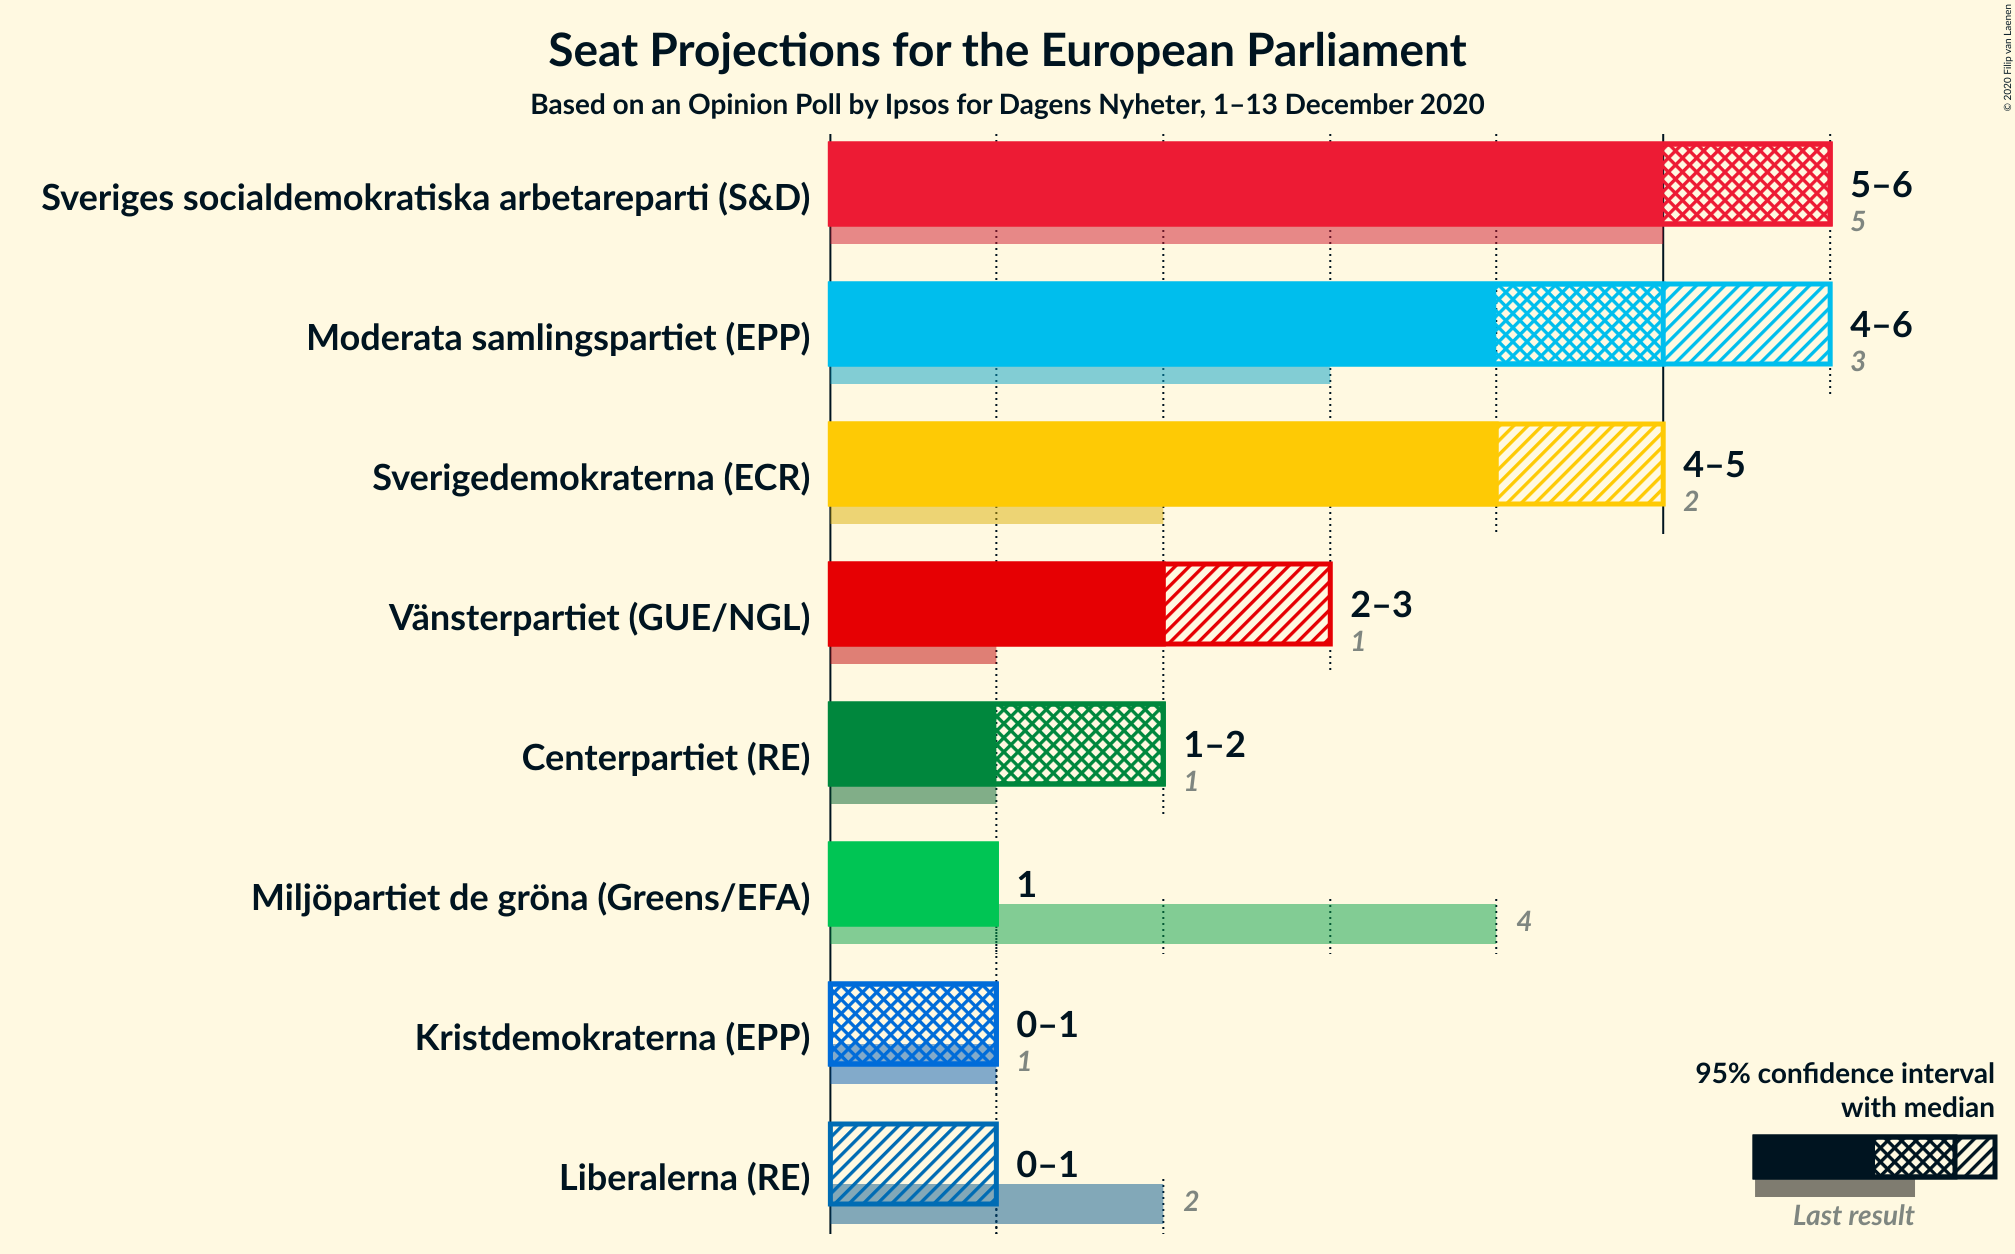 Seat Projections for the European Parliament
Based on an Opinion Poll by Ipsos for Dagens Nyheter, 1–13 December 2020
© 2020 Filip van Laenen
Sveriges socialdemokratiska arbetareparti (S&D)
5–6
5
Moderata samlingspartiet (EPP)
4–6
3
Sverigedemokraterna (ECR)
4–5
2
Vänsterpartiet (GUE/NGL)
2–3
1
Centerpartiet (RE)
1–2
1
Miljöpartiet de gröna (Greens/EFA)
1
4
Kristdemokraterna (EPP)
0–1
1
Liberalerna (RE)
0–1
2
95% confidence interval
with median
Last result